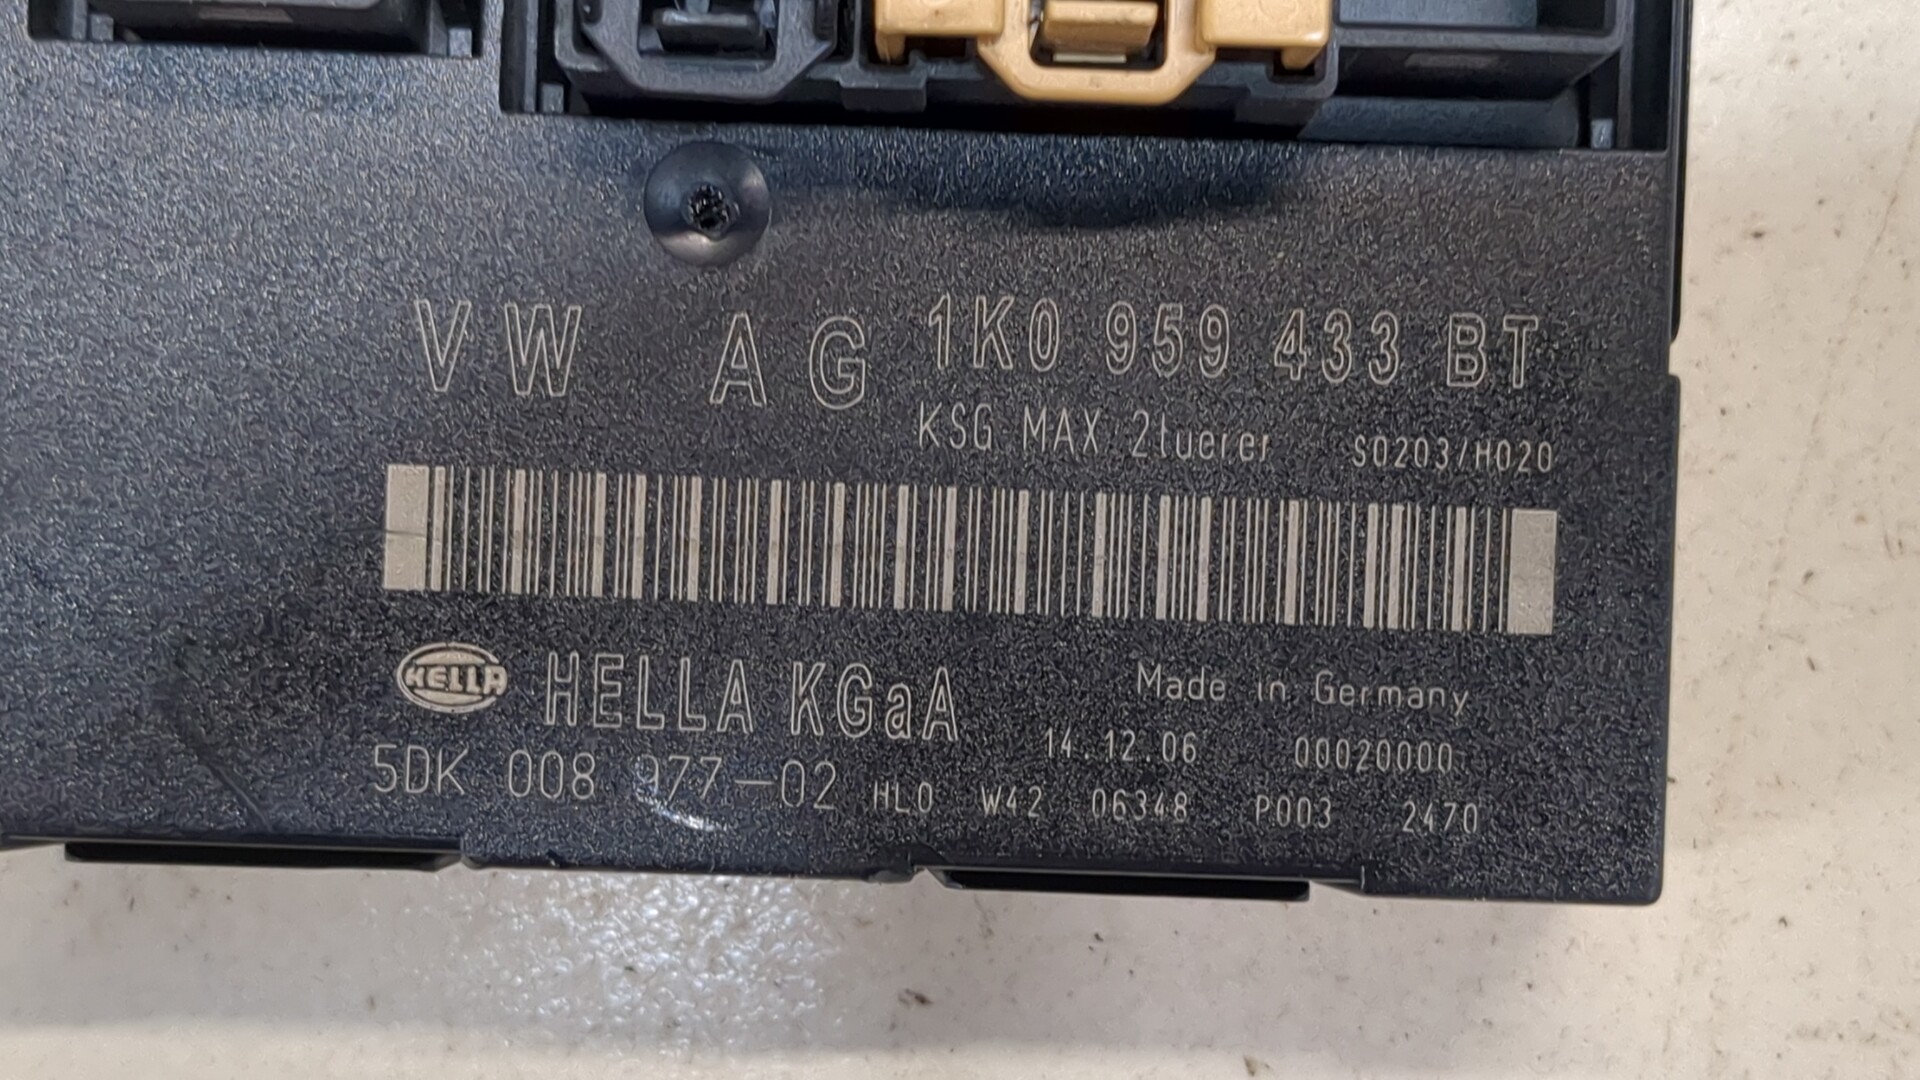 VW AG 1K0 959 433 BT
KSG MAX 2tuerer S0203/H020
HELLA HELLA KGaA Made in Germany
14.12.06 00020000
5DK 008 977-02 HLO W42 06348 P003 2470